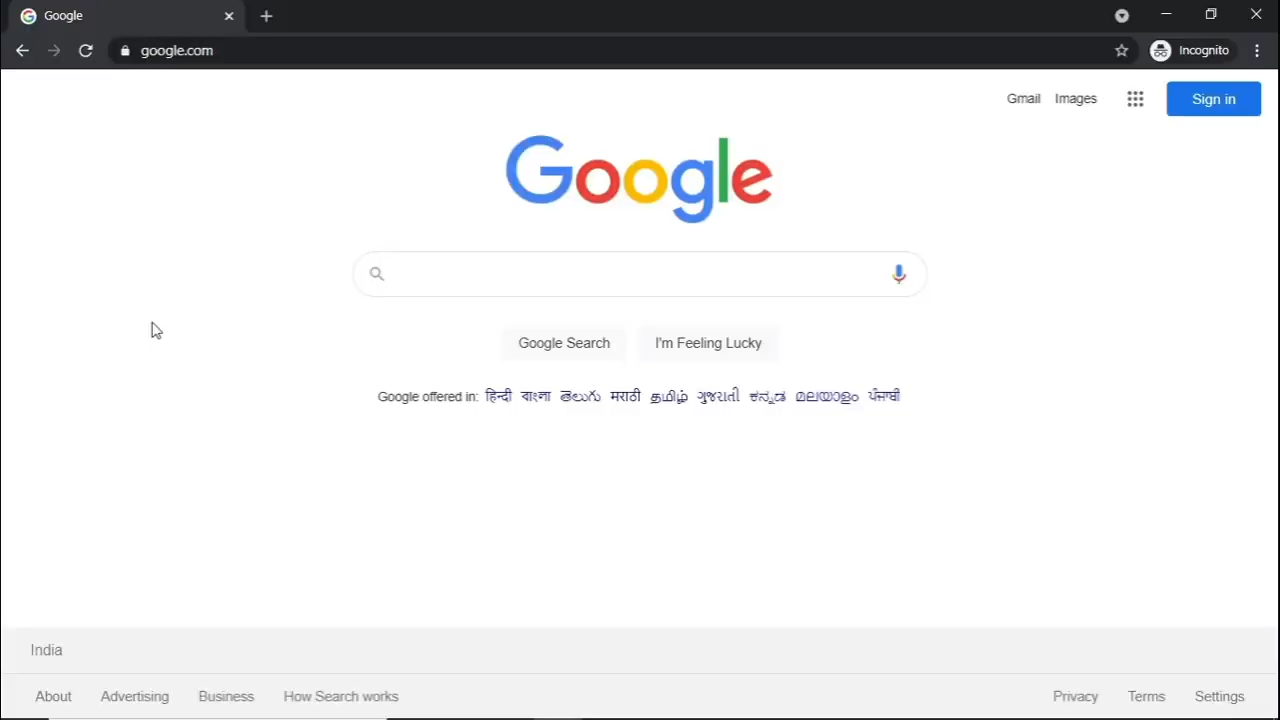 Google
google.com
Incognito
Gmail Images Sign in
Google
Google Search I'm Feeling Lucky
Google offered in: हिन्दी বাংলা తెలుగు मराठी தமிழ் ગુજરાતી ಕನ್ನಡ മലയാളം ਪੰਜਾਬੀ
India
About Advertising Business How Search works Privacy Terms Settings